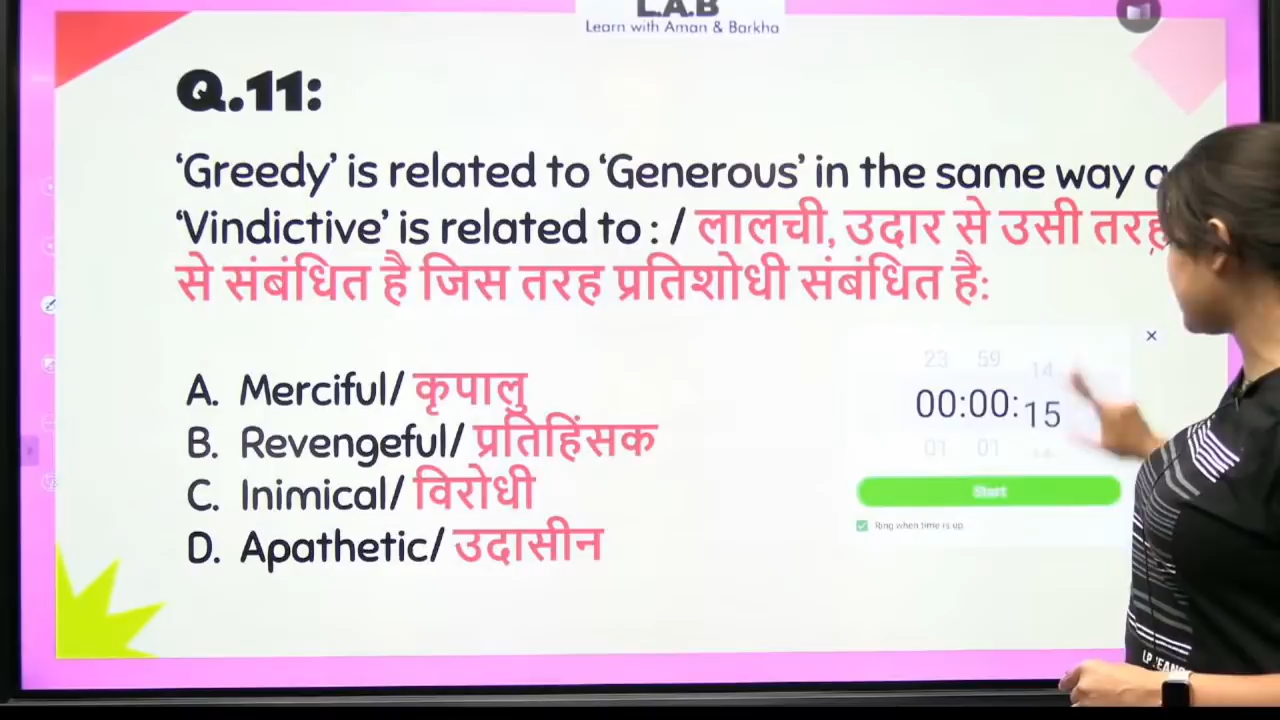 L.A.B
Learn with Aman & Barkha
Q.11:
‘Greedy’ is related to ‘Generous’ in the same way
‘Vindictive’ is related to : / लालची, उदार से उसी तरह
से संबंधित है जिस तरह प्रतिशोधी संबंधित है:
A. Merciful/ कृपालु
B. Revengeful/ प्रतिहिंसक
C. Inimical/ विरोधी
D. Apathetic/ उदासीन
23 59 14
00:00:15
01 01
Start
Ring when time is up